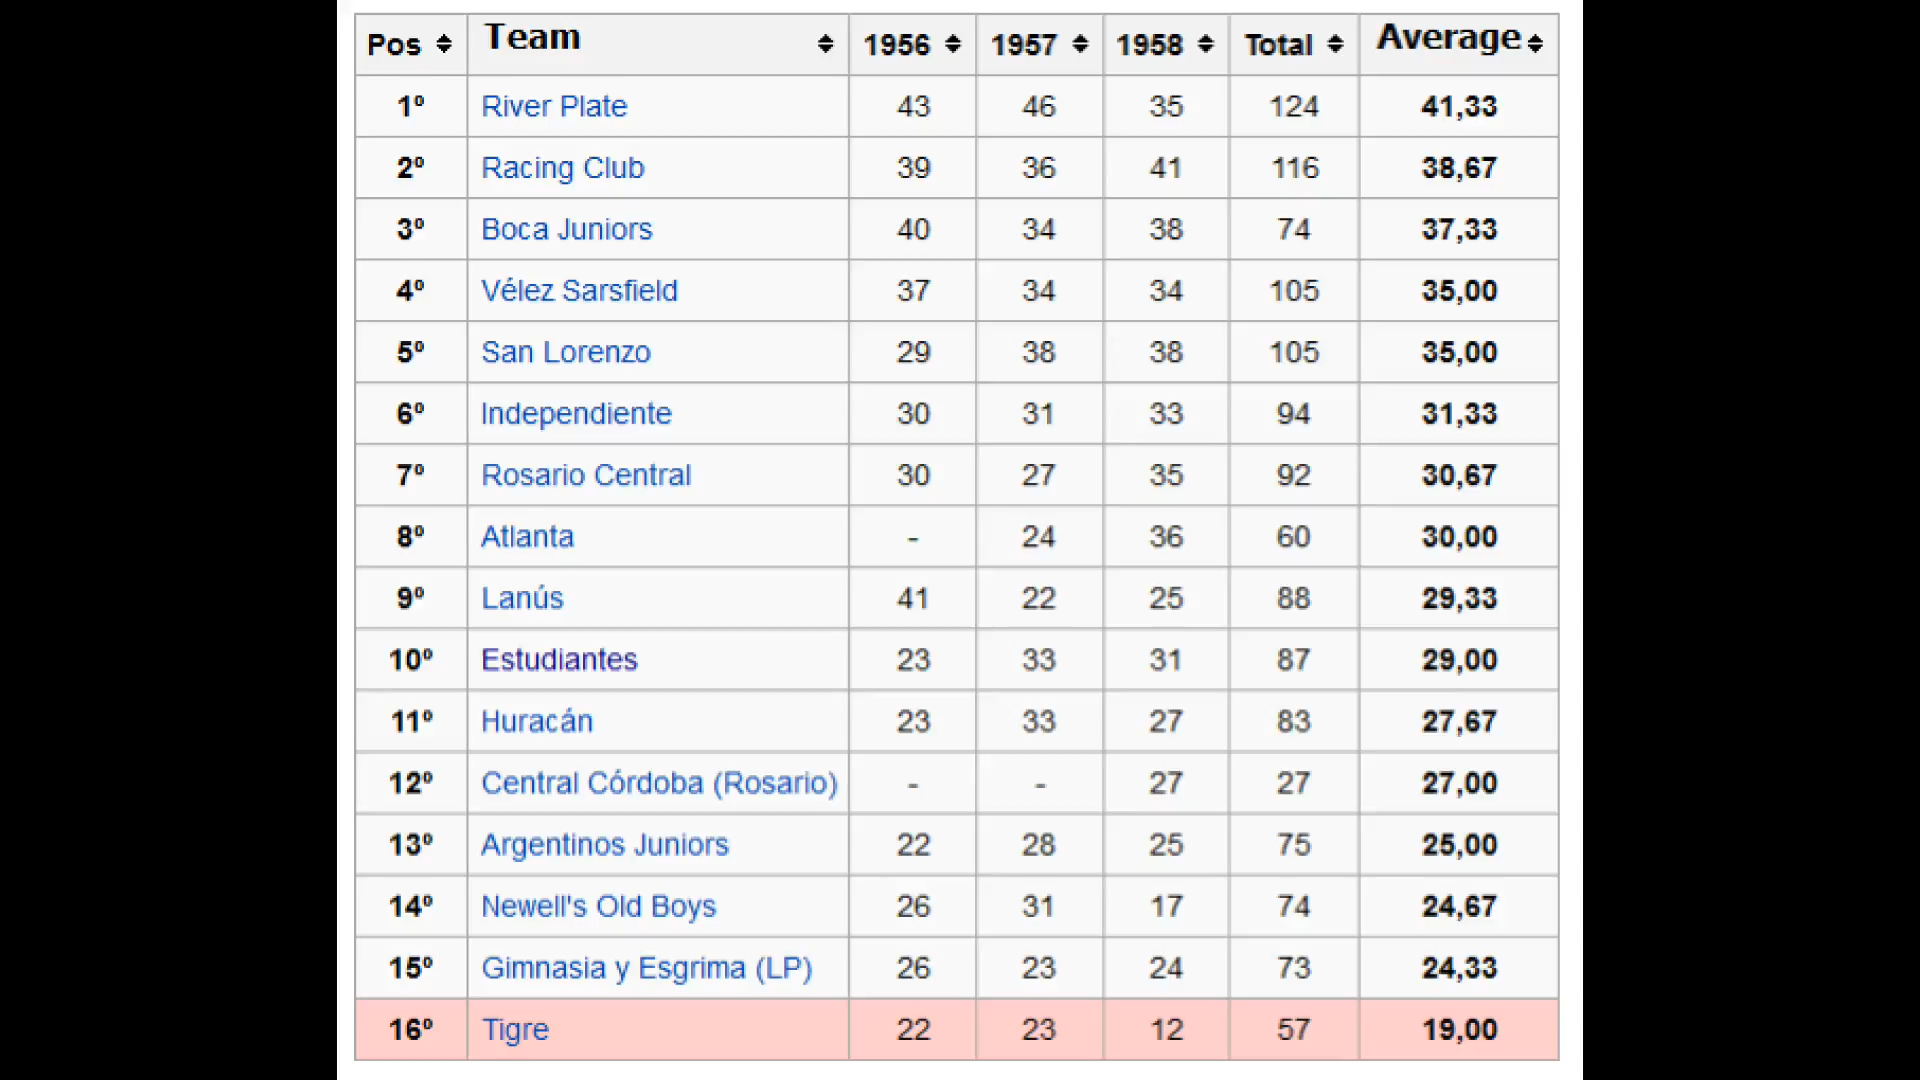 Pos Team 1956 1957 1958 Total Average
1º River Plate 43 46 35 124 41,33
2º Racing Club 39 36 41 116 38,67
3º Boca Juniors 40 34 38 74 37,33
4º Vélez Sarsfield 37 34 34 105 35,00
5º San Lorenzo 29 38 38 105 35,00
6º Independiente 30 31 33 94 31,33
7º Rosario Central 30 27 35 92 30,67
8º Atlanta - 24 36 60 30,00
9º Lanús 41 22 25 88 29,33
10º Estudiantes 23 33 31 87 29,00
11º Huracán 23 33 27 83 27,67
12º Central Córdoba (Rosario) - - 27 27 27,00
13º Argentinos Juniors 22 28 25 75 25,00
14º Newell's Old Boys 26 31 17 74 24,67
15º Gimnasia y Esgrima (LP) 26 23 24 73 24,33
16º Tigre 22 23 12 57 19,00